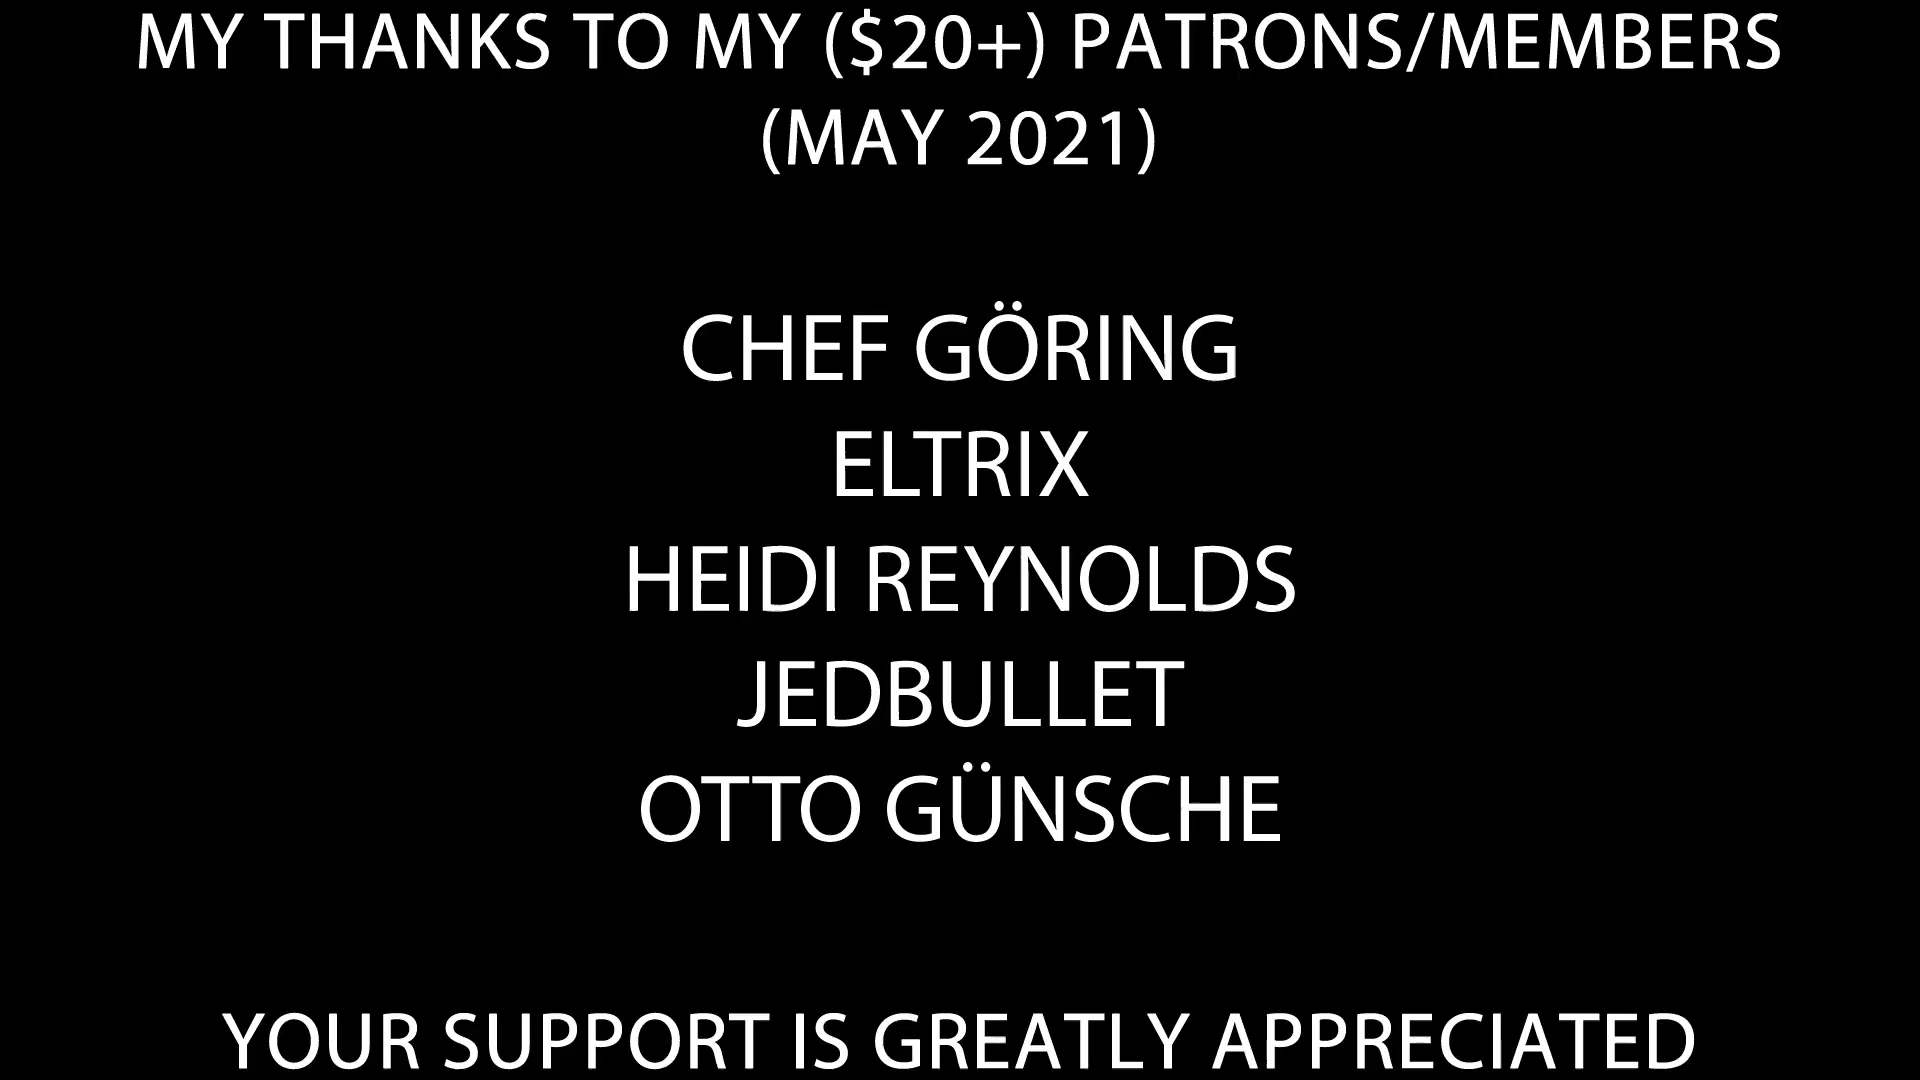 MY THANKS TO MY ($20+) PATRONS/MEMBERS
(MAY 2021)
CHEF GÖRING
ELTRIX
HEIDI REYNOLDS
JEDBULLET
OTTO GÜNSCHE
YOUR SUPPORT IS GREATLY APPRECIATED